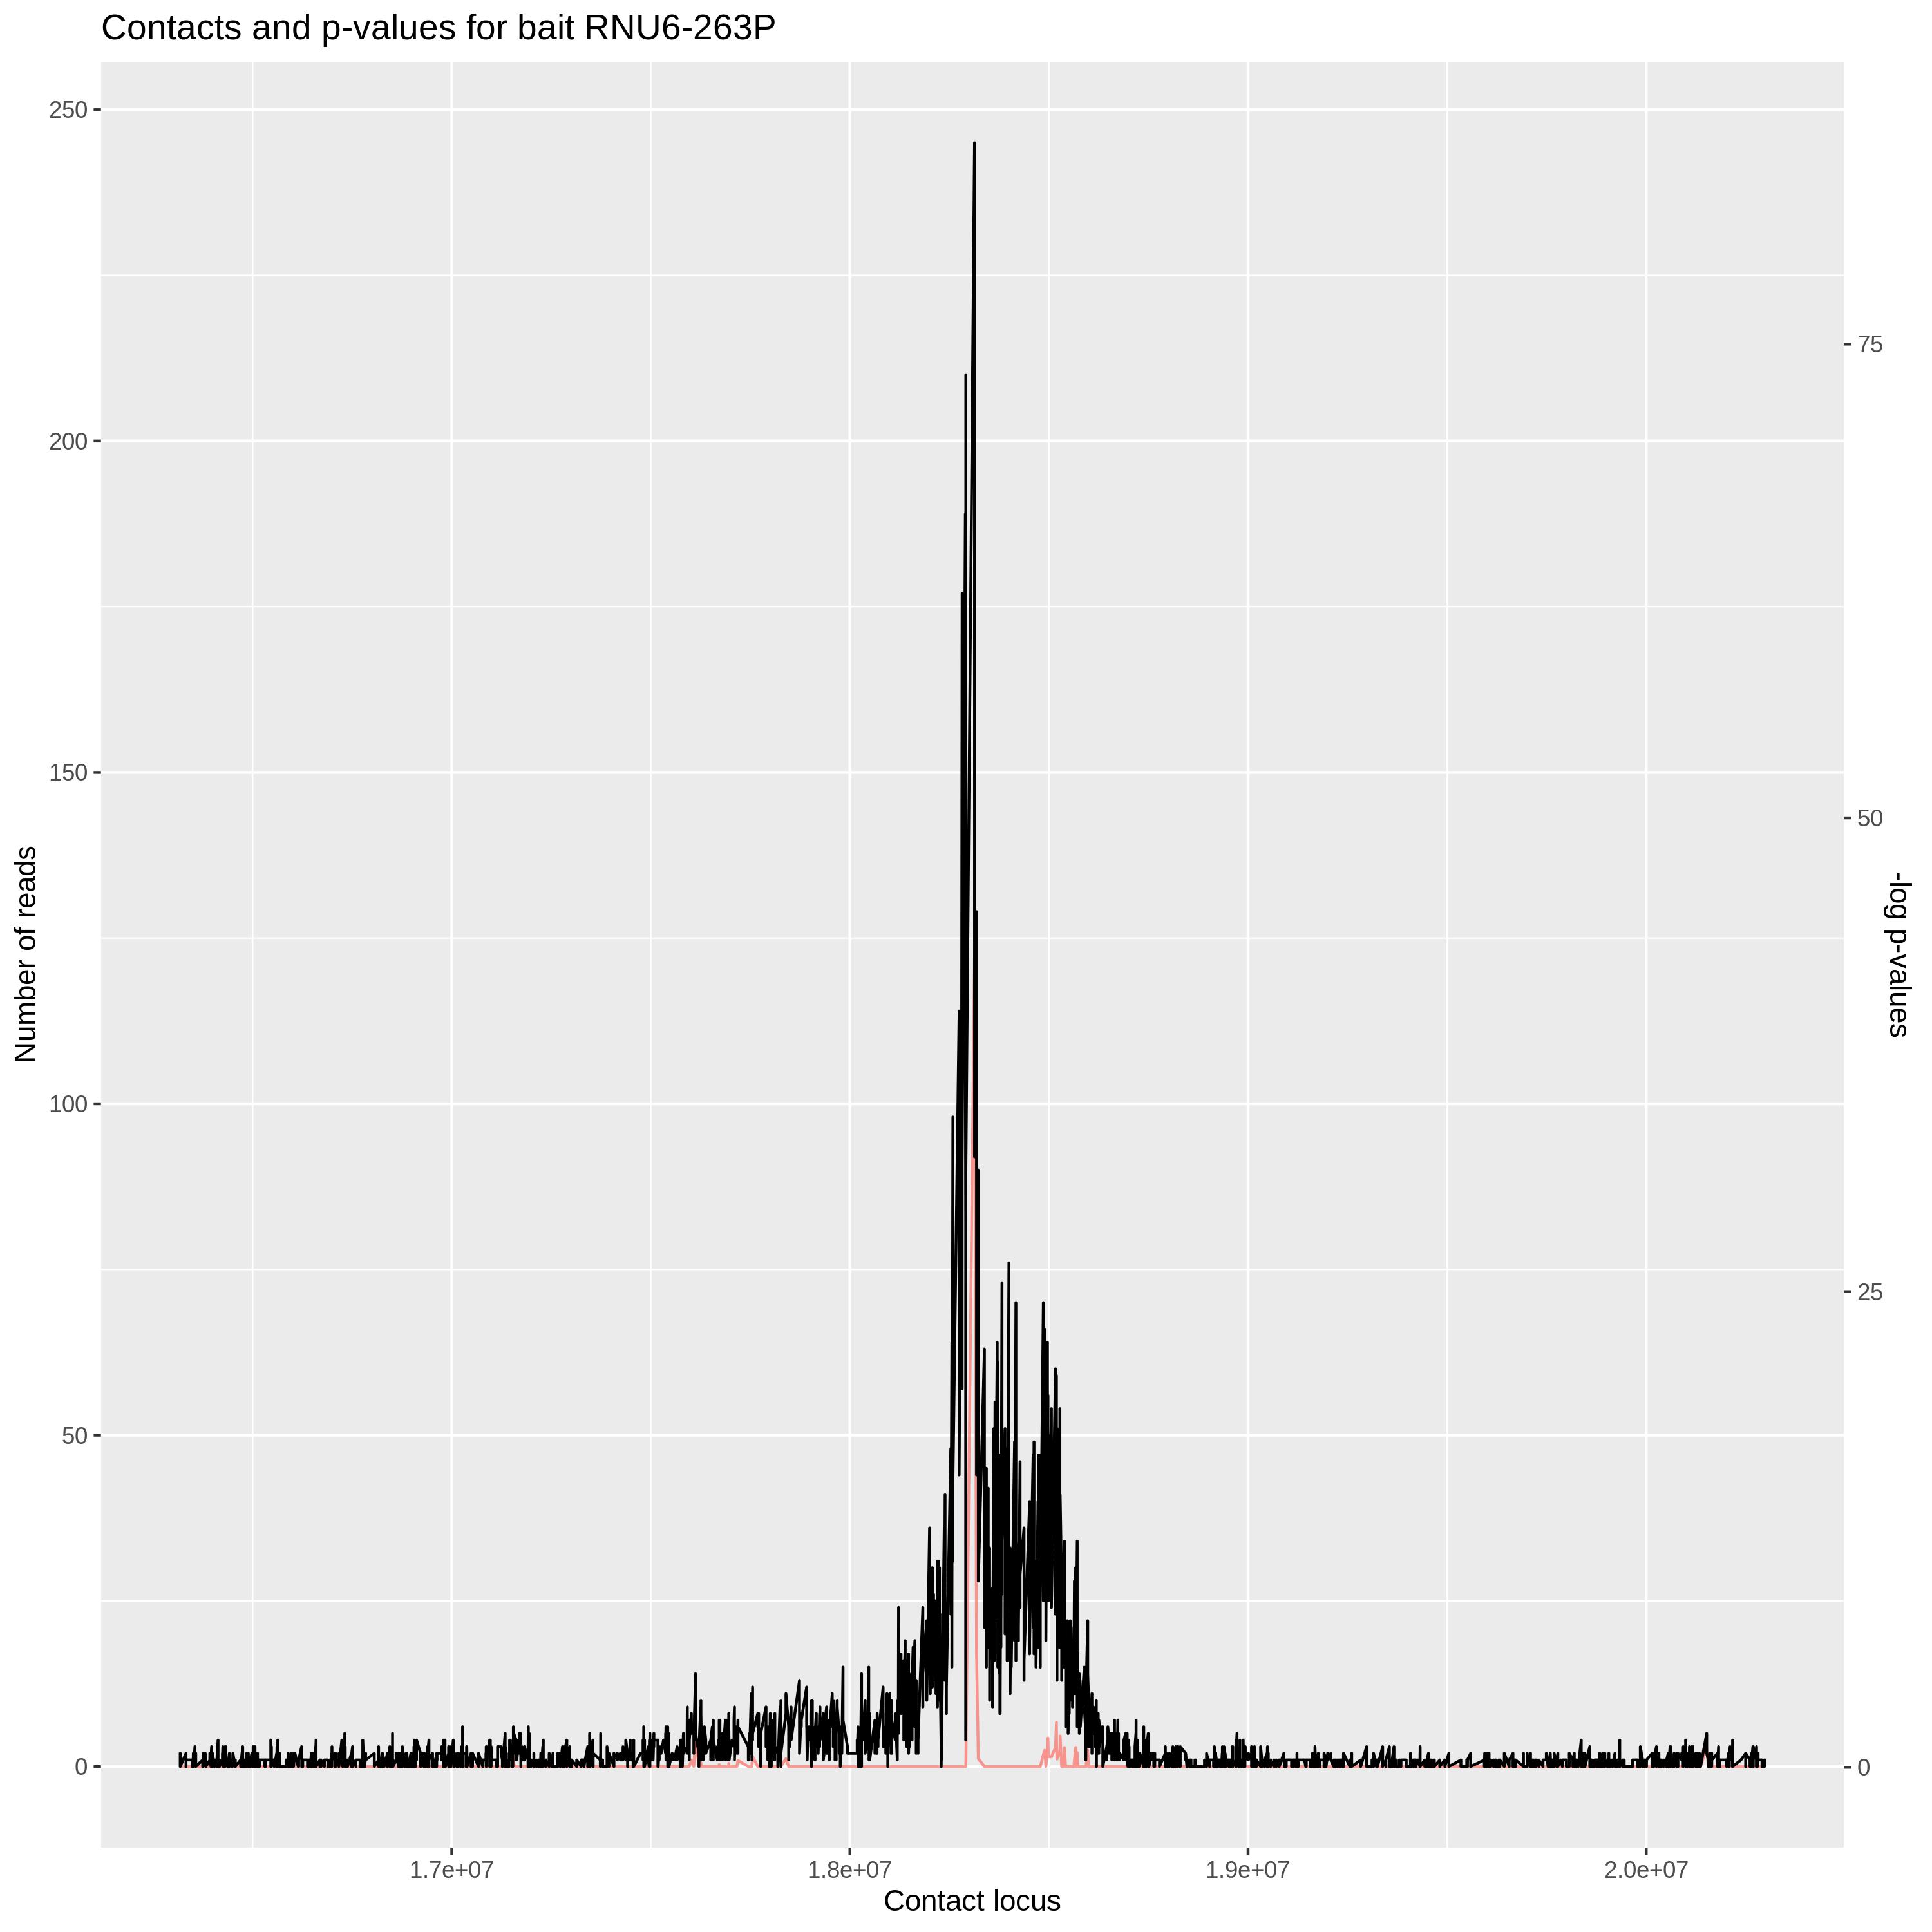 Contacts and p-values for bait RNU6-263P
250
200
150
100
50
0
Number of reads
75
50
25
0
-log p-values
1.7e+07
1.8e+07
1.9e+07
2.0e+07
Contact locus